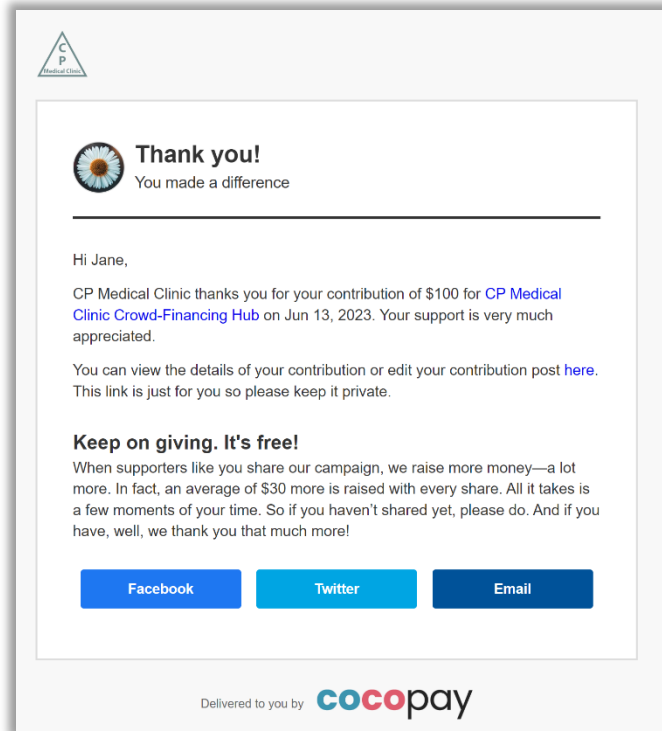 C
P
Medical Clinic
Thank you!
You made a difference
Hi Jane,
CP Medical Clinic thanks you for your contribution of $100 for CP Medical
Clinic Crowd-Financing Hub on Jun 13, 2023. Your support is very much
appreciated.
You can view the details of your contribution or edit your contribution post here.
This link is just for you so please keep it private.
Keep on giving. It's free!
When supporters like you share our campaign, we raise more money—a lot
more. In fact, an average of $30 more is raised with every share. All it takes is
a few moments of your time. So if you haven’t shared yet, please do. And if you
have, well, we thank you that much more!
Facebook Twitter Email
Delivered to you by cocopay